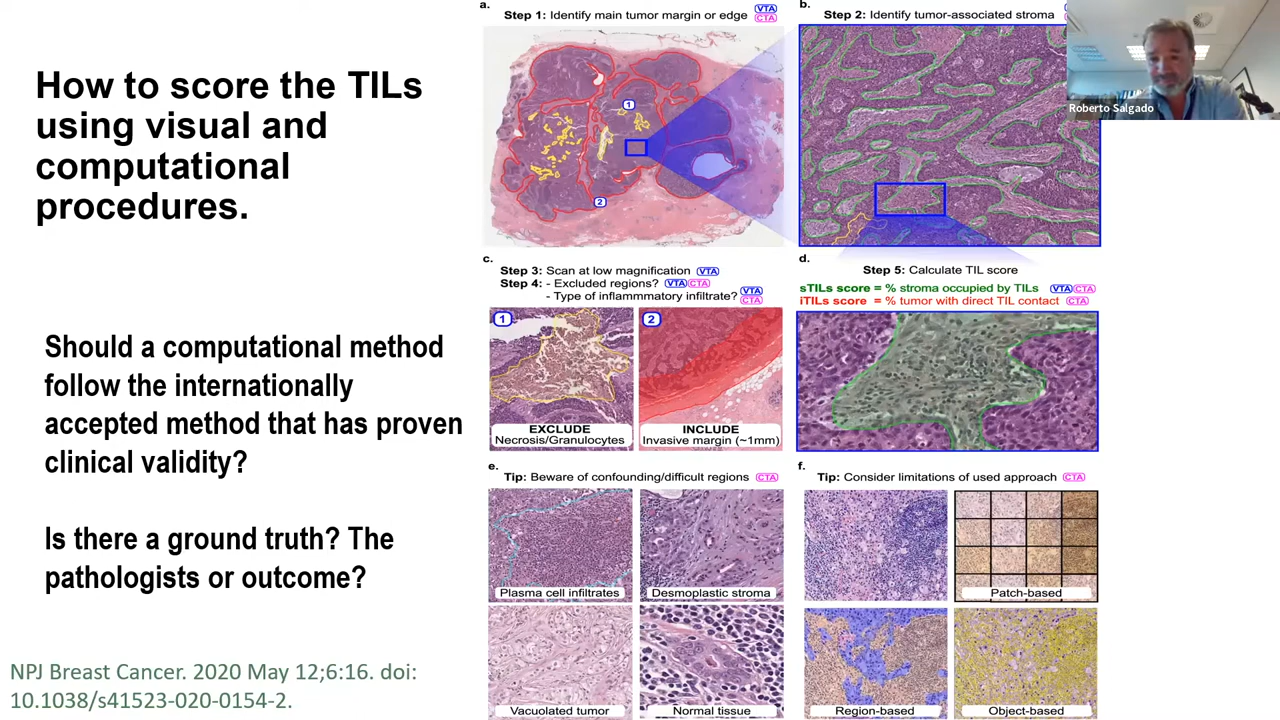 How to score the TILs
using visual and
computational
procedures.
Should a computational method
follow the internationally
accepted method that has proven
clinical validity?
Is there a ground truth? The
pathologists or outcome?
NPJ Breast Cancer. 2020 May 12;6:16. doi:
10.1038/s41523-020-0154-2.
a.
Step 1: Identify main tumor margin or edge VTA
CTA
1
2
b.
Step 2: Identify tumor-associated stroma
Roberto Salgado
c.
Step 3: Scan at low magnification VTA
Step 4: - Excluded regions? VTA CTA
- Type of inflammmatory infiltrate? VTA
CTA
1
EXCLUDE
Necrosis/Granulocytes
2
INCLUDE
Invasive margin (~1mm)
d.
Step 5: Calculate TIL score
sTILs score = % stroma occupied by TILs VTA CTA
iTILs score = % tumor with direct TIL contact CTA
e.
Tip: Beware of confounding/difficult regions CTA
Plasma cell infiltrates
Desmoplastic stroma
Vacuolated tumor
Normal tissue
f.
Tip: Consider limitations of used approach CTA
Patch-based
Region-based
Object-based